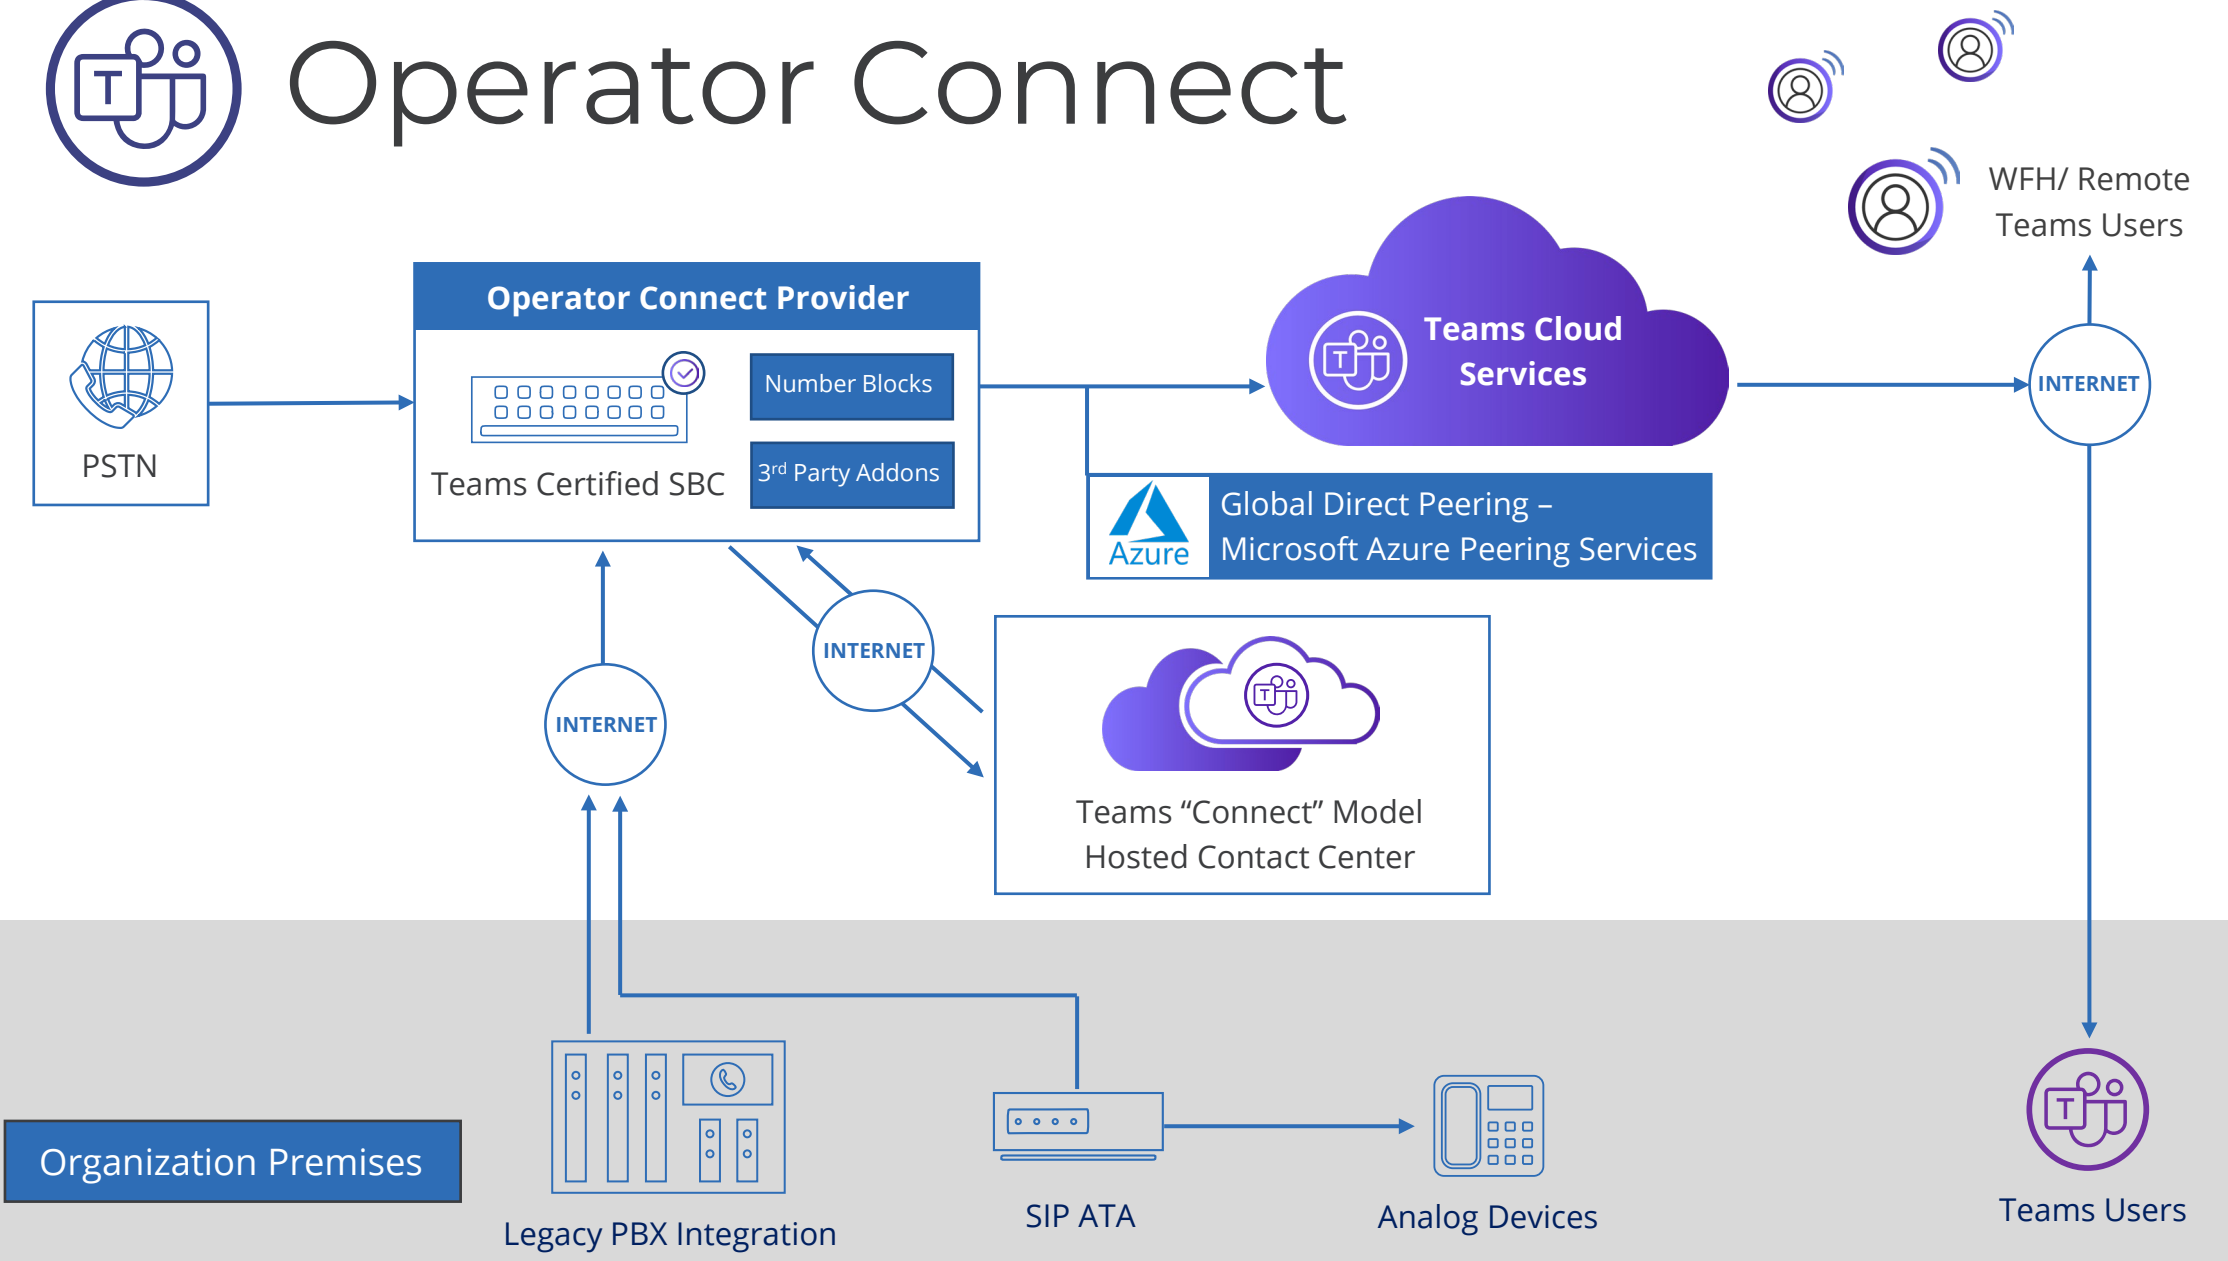 Operator Connect
WFH/ Remote
Teams Users
Operator Connect Provider
PSTN
Teams Certified SBC
Number Blocks
3rd Party Addons
T
Teams Cloud
Services
INTERNET
Azure
Global Direct Peering –
Microsoft Azure Peering Services
INTERNET
INTERNET
T
Teams “Connect” Model
Hosted Contact Center
Organization Premises
Legacy PBX Integration
SIP ATA
Analog Devices
T
Teams Users
T